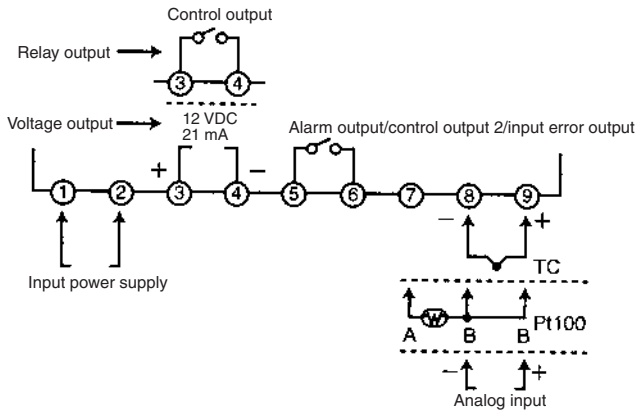 Control output
Relay output
3 4
Voltage output
12 VDC
21 mA
Alarm output/control output 2/input error output
+ −
1 2 3 4 5 6 7 8 9
− +
Input power supply
TC
A B B Pt100
− +
Analog input